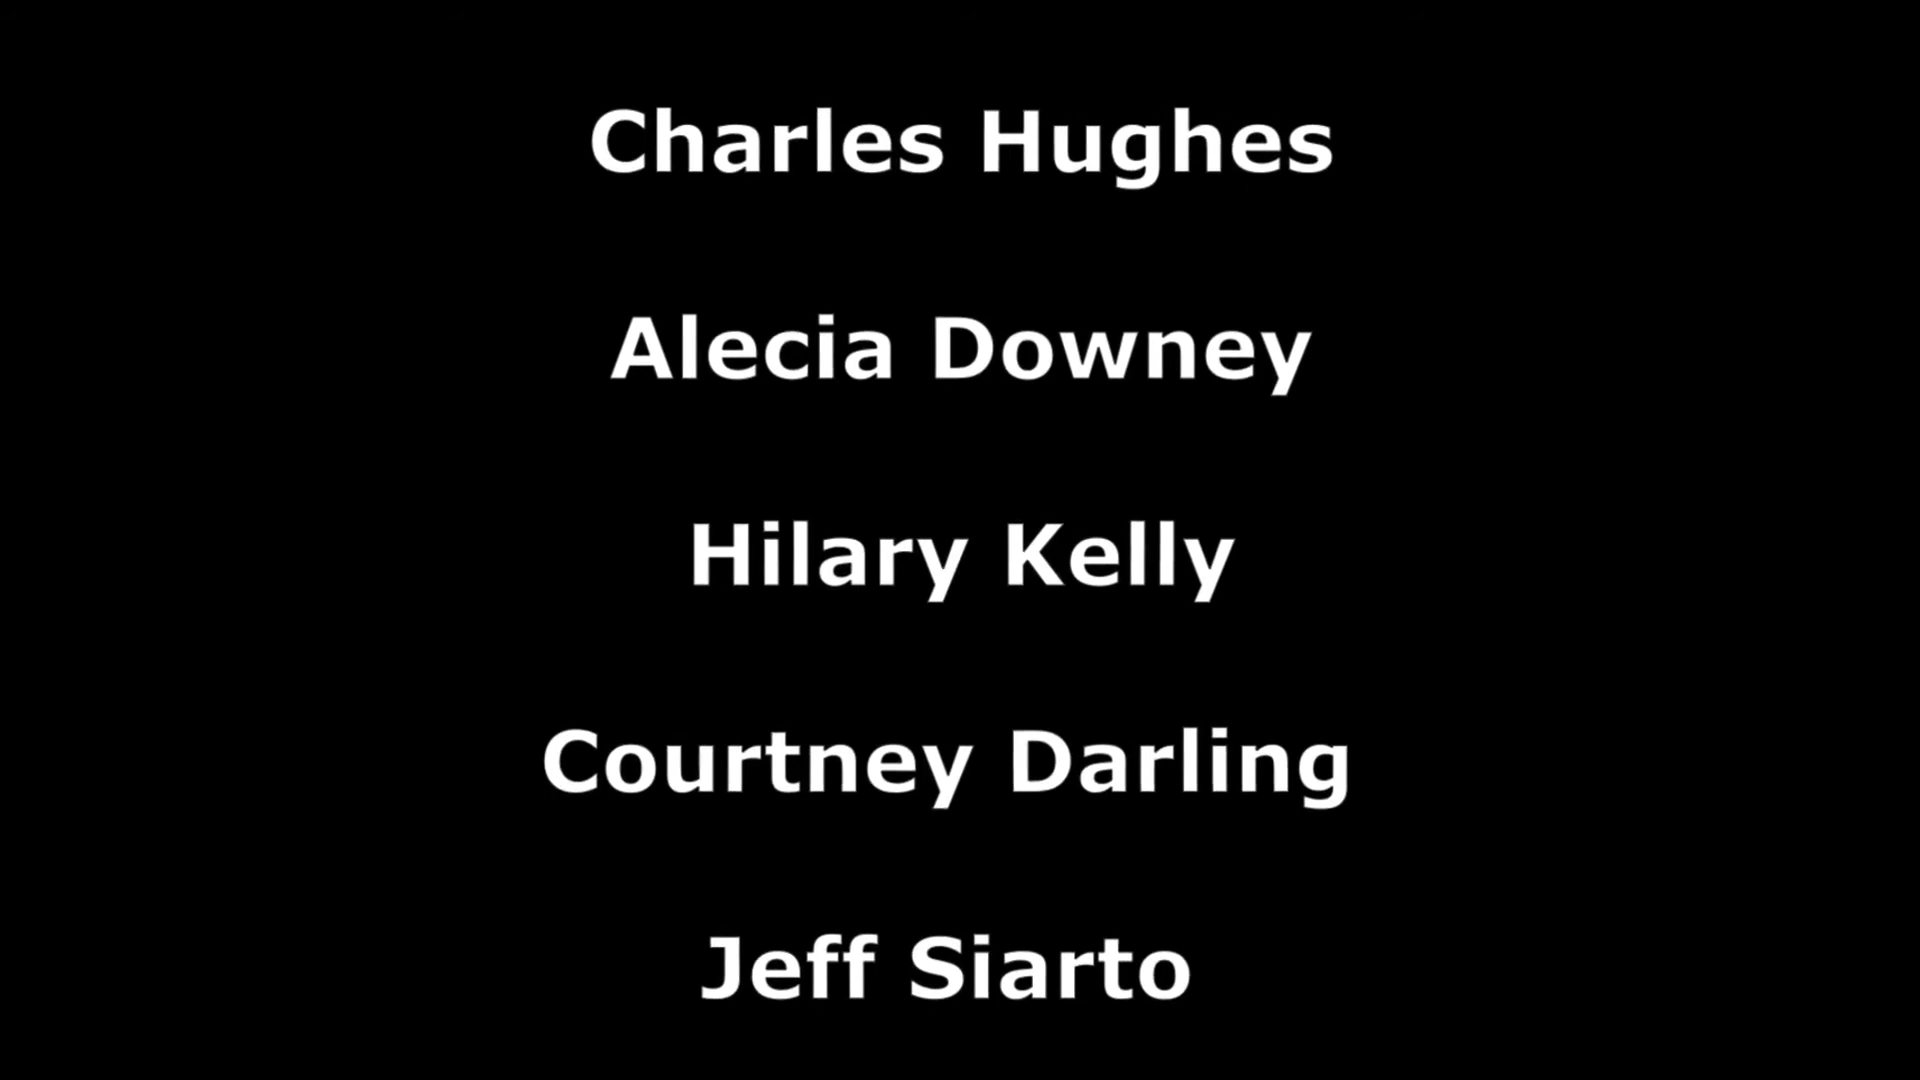 Charles Hughes
Alecia Downey
Hilary Kelly
Courtney Darling
Jeff Siarto